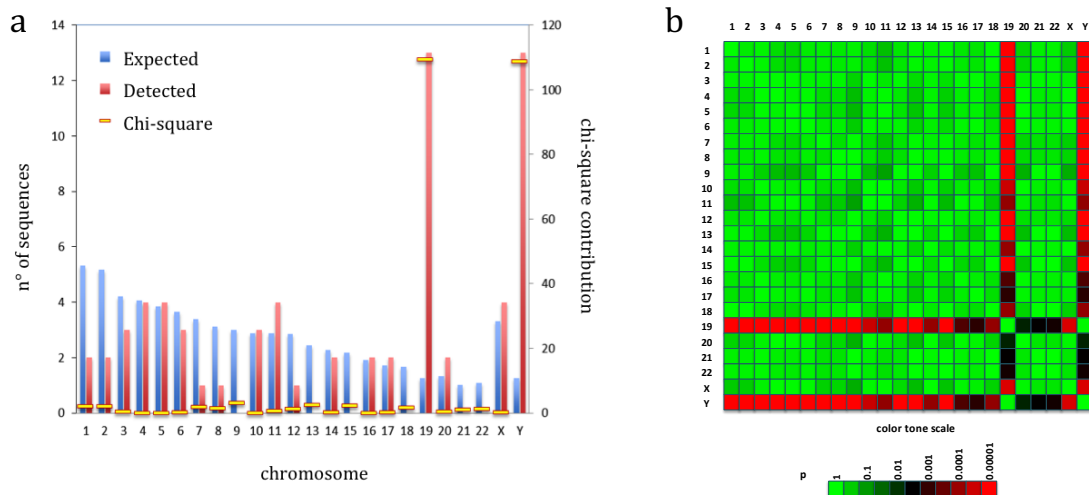 a
14
12
10
8
6
4
2
0
n° of sequences
Expected
Detected
Chi-square
120
100
80
60
40
20
0
chi-square contribution
1 2 3 4 5 6 7 8 9 10 11 12 13 14 15 16 17 18 19 20 21 22 X Y
chromosome
b
1 2 3 4 5 6 7 8 9 10 11 12 13 14 15 16 17 18 19 20 21 22 X Y
1
2
3
4
5
6
7
8
9
10
11
12
13
14
15
16
17
18
19
20
21
22
X
Y
color tone scale
p 1 0.1 0.01 0.001 0.0001 0.00001